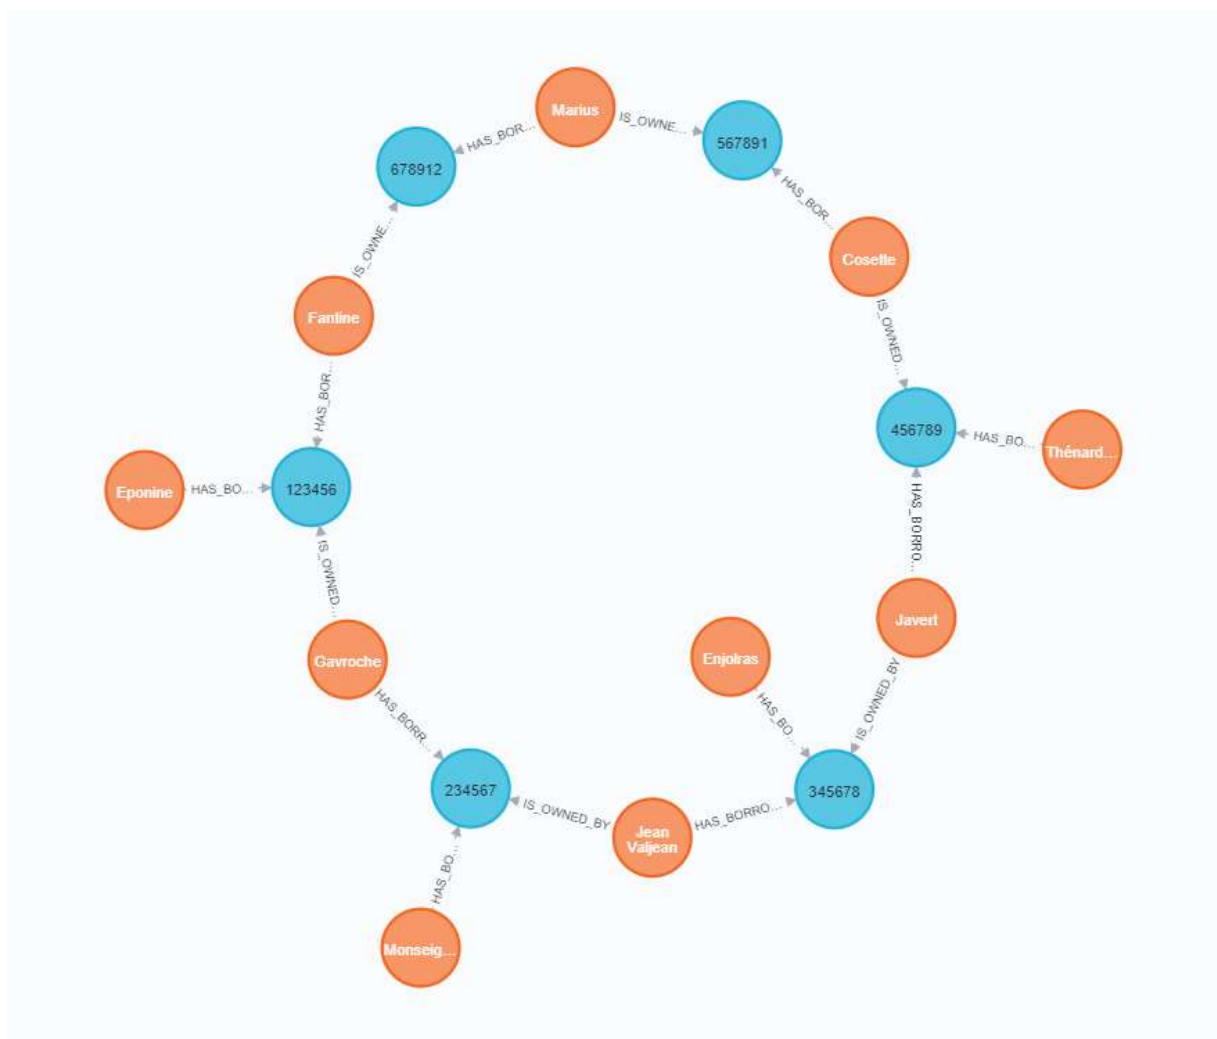 Marius
IS_OWNE...
567891
HAS_BOR...
678912
HAS_BOR...
Cosette
IS_OWNE...
IS_OWNED...
Fantine
HAS_BOR...
456789
HAS_BO...
Thénard...
Eponine
HAS_BO...
123456
HAS_BORRO...
IS_OWNED...
Javert
Enjolras
Gavroche
IS_OWNED_BY
HAS_BO...
HAS_BORR...
234567
345678
IS_OWNED_BY
HAS_BORRO...
Jean
Valjean
HAS_BO...
Monseig...